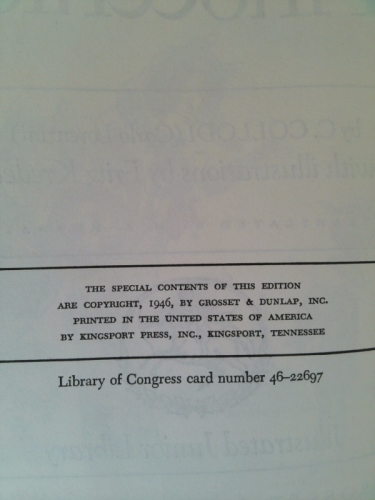 THE SPECIAL CONTENTS OF THIS EDITION
ARE COPYRIGHT, 1946, BY GROSSET & DUNLAP, INC.
PRINTED IN THE UNITED STATES OF AMERICA
BY KINGSPORT PRESS, INC., KINGSPORT, TENNESSEE
Library of Congress card number 46–22697